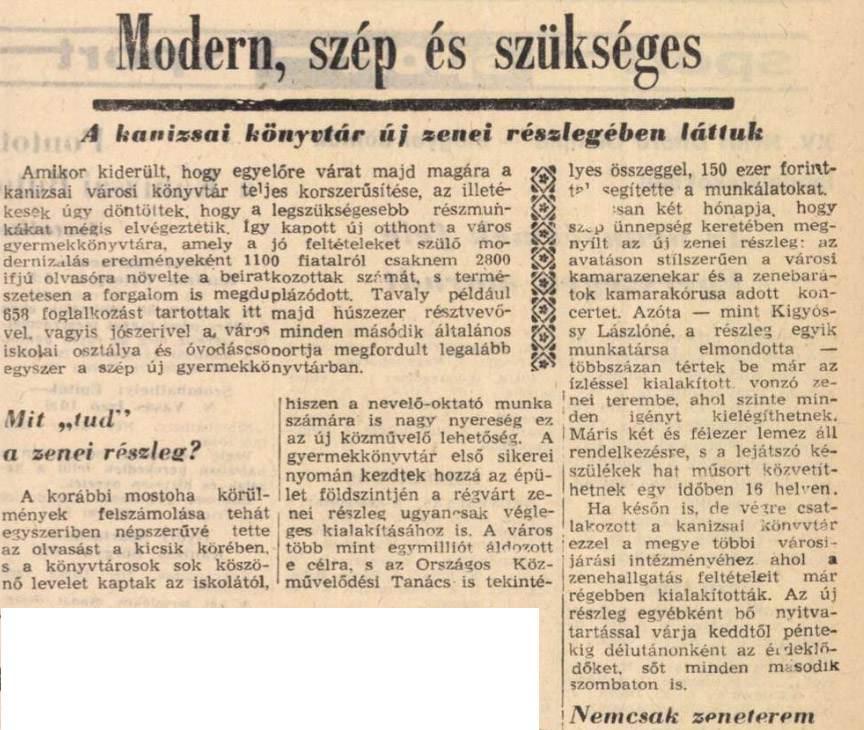 Modern, szép és szükséges
A kanizsai könyvtár új zenei részlegében láttuk
Amikor kiderült, hogy egyelőre várat majd magára a
kanizsai városi könyvtár teljes korszerűsítése, az illeté-
kesek úgy döntöttek, hogy a legszükségesebb részmun-
kákat mégis elvégeztetik. Így kapott új otthont a város
gyermekkönyvtára, amely a jó feltételeket szülő mo-
dernizálás eredményeként 1100 fiatalról csaknem 2800
ifjú olvasóra növelte a beiratkozottak számát, s termé-
szetesen a forgalom is megduplázódott. Tavaly például
658 foglalkozást tartottak itt majd húszezer résztvevő-
vel, vagyis jószerivel a város minden második általános
iskolai osztálya és óvodáscsoportja megfordult legalább
egyszer a szép új gyermekkönyvtárban.
Mit „tud”
a zenei részleg?
A korábbi mostoha körül-
mények felszámolása tehát
egyszeriben népszerűvé tette
az olvasást a kicsik körében,
s a könyvtárosok sok köszö-
nő levelet kaptak az iskolától,
hiszen a nevelő-oktató munka
számára is nagy nyereség ez
az új közművelő lehetőség. A
gyermekkönyvtár első sikerei
nyomán kezdtek hozzá az épü-
let földszintjén a régvárt ze-
nei részleg ugyancsak végle-
ges kialakításához is. A város
több mint egymilliót áldozott
e célra, s az Országos Köz-
művelődési Tanács is tekinté-
lyes összeggel, 150 ezer forint-
segítette a munkálatokat.
két hónapja, hogy
szép ünnepség keretében meg-
nyílt az új zenei részleg: az
avatáson stílszerűen a városi
kamarazenekar és a zenebará-
tok kamarakórusa adott kon-
certet. Azóta — mint Kigyós-
sy Lászlóné, a részleg egyik
munkatársa elmondotta —
többszázan tértek be már az
ízléssel kialakított, vonzó ze-
nei terembe, ahol szinte min-
den igényt kielégíthetnek.
Máris két és félezer lemez áll
rendelkezésre, s a lejátszó ké-
szülékek hat műsort közvetít-
hetnek egy időben 16 helyen.
Ha későn is, de végre csat-
lakozott a kanizsai könyvtár
ezzel a megye többi városi-
járási intézményéhez ahol a
zenehallgatás feltételeit már
régebben kialakították. Az új
részleg egyébként bő nyitva-
tartással várja keddtől pénte-
kig délutánonként az érdeklő-
dőket, sőt minden második
szombaton is.
Nemcsak zeneterem